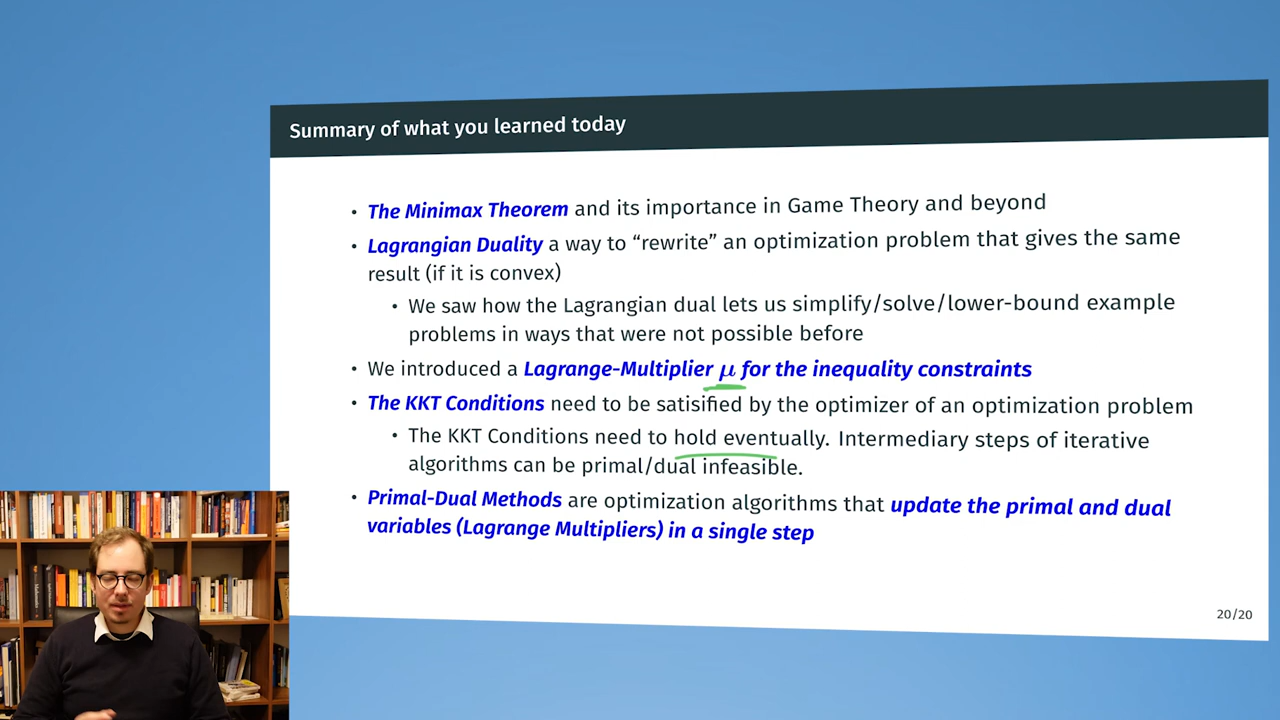 Summary of what you learned today
• The Minimax Theorem and its importance in Game Theory and beyond
• Lagrangian Duality a way to “rewrite” an optimization problem that gives the same
result (if it is convex)
• We saw how the Lagrangian dual lets us simplify/solve/lower-bound example
problems in ways that were not possible before
• We introduced a Lagrange-Multiplier μ for the inequality constraints
• The KKT Conditions need to be satisified by the optimizer of an optimization problem
• The KKT Conditions need to hold eventually. Intermediary steps of iterative
algorithms can be primal/dual infeasible.
• Primal-Dual Methods are optimization algorithms that update the primal and dual
variables (Lagrange Multipliers) in a single step
20/20